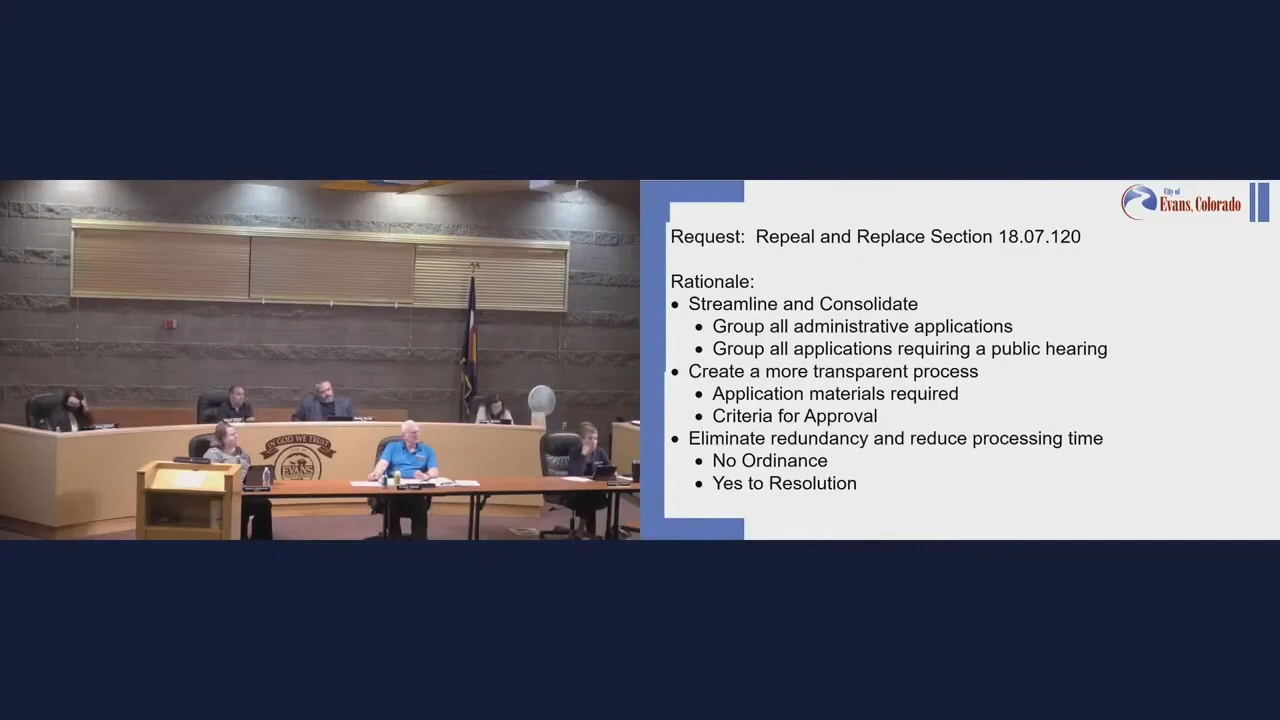 IN GOD WE TRUST
EVANS
City of
Evans, Colorado
Request: Repeal and Replace Section 18.07.120
Rationale:
• Streamline and Consolidate
• Group all administrative applications
• Group all applications requiring a public hearing
• Create a more transparent process
• Application materials required
• Criteria for Approval
• Eliminate redundancy and reduce processing time
• No Ordinance
• Yes to Resolution